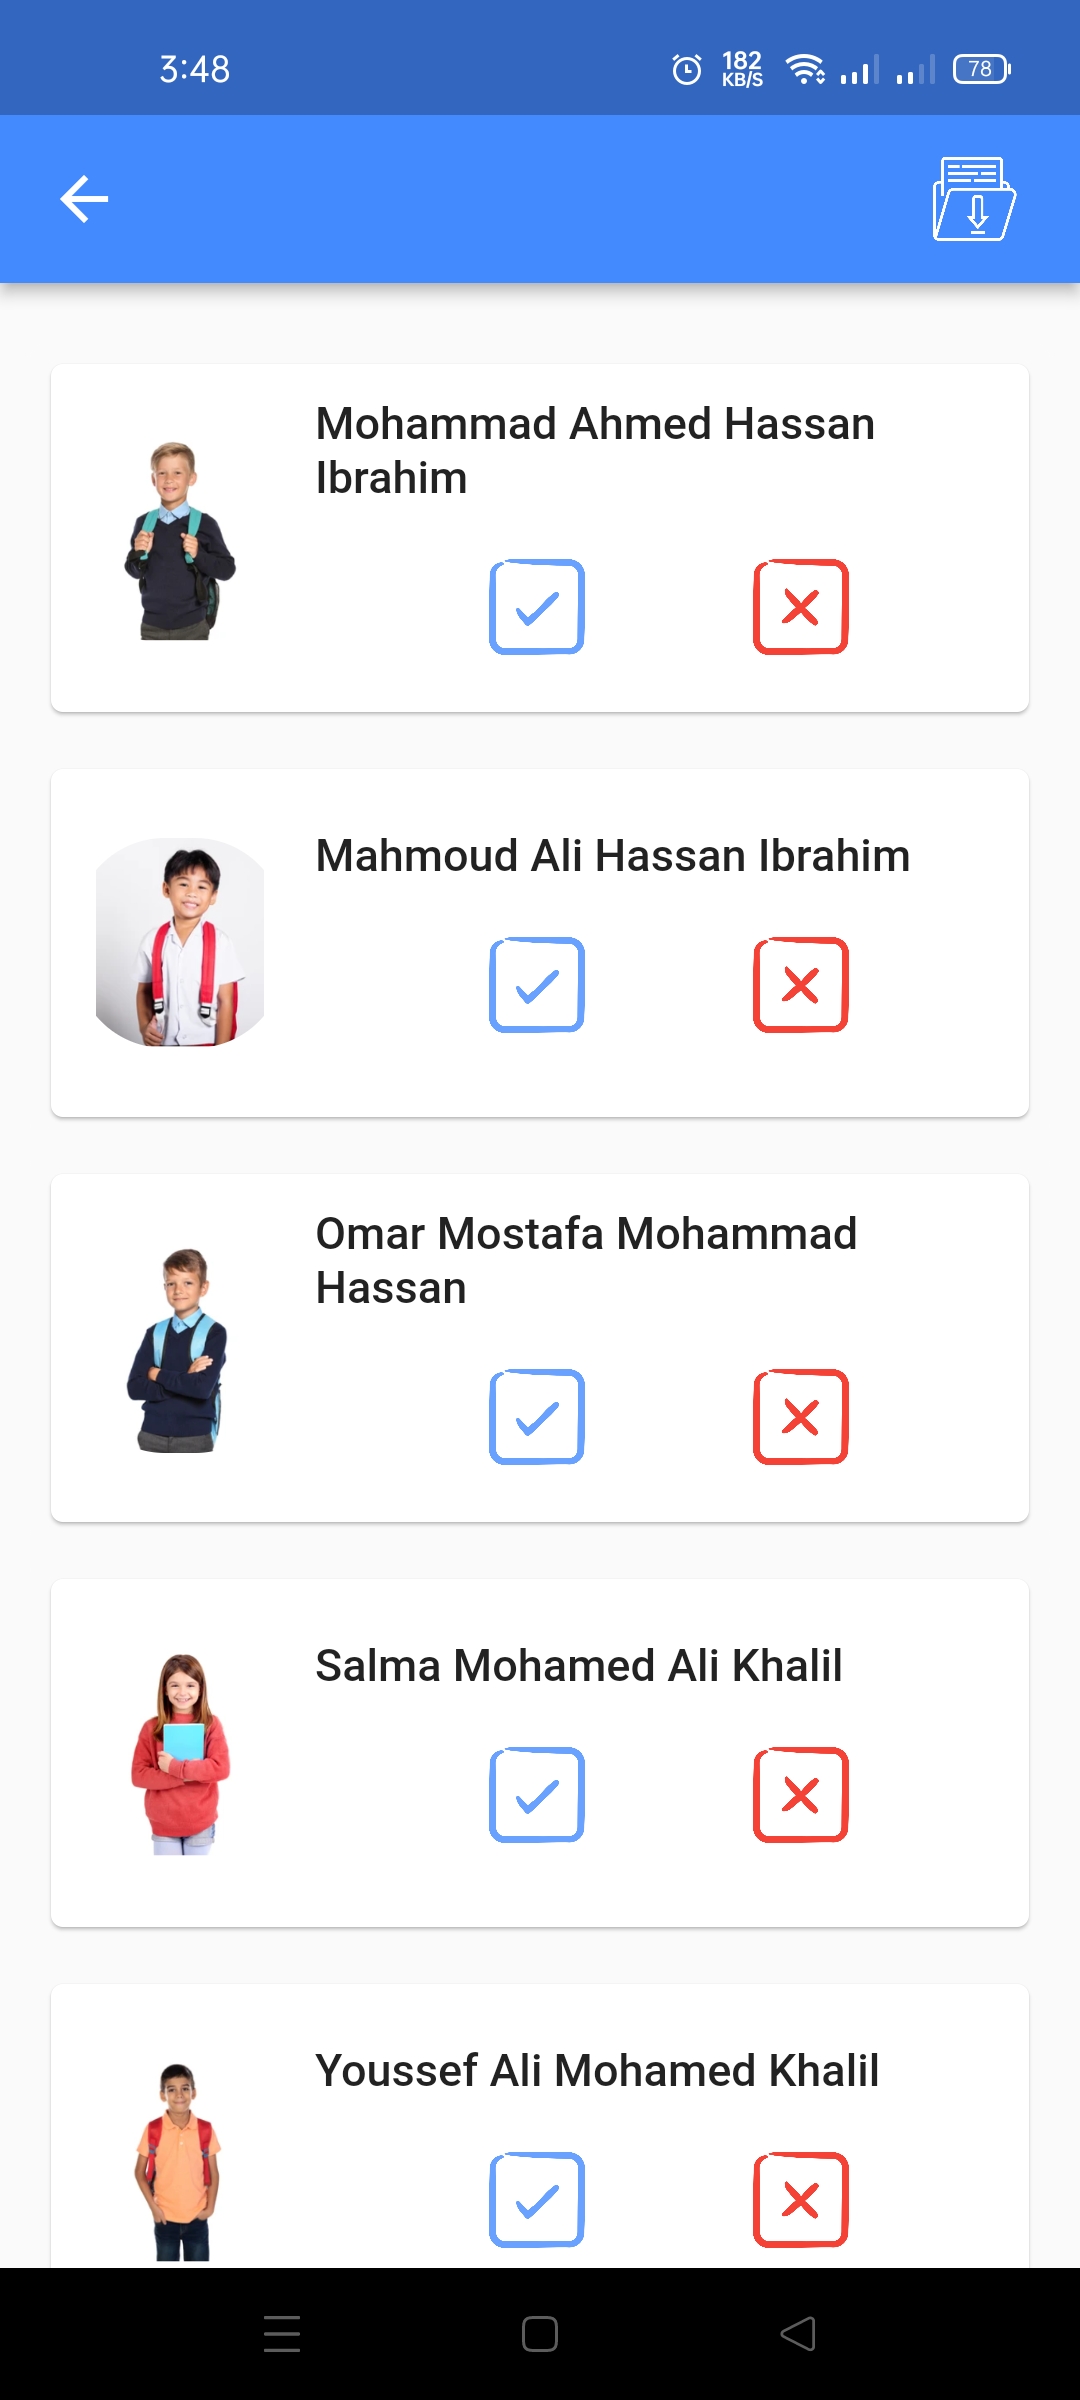 3:48
182
KB/S
78
Mohammad Ahmed Hassan
Ibrahim
Mahmoud Ali Hassan Ibrahim
Omar Mostafa Mohammad
Hassan
Salma Mohamed Ali Khalil
Youssef Ali Mohamed Khalil